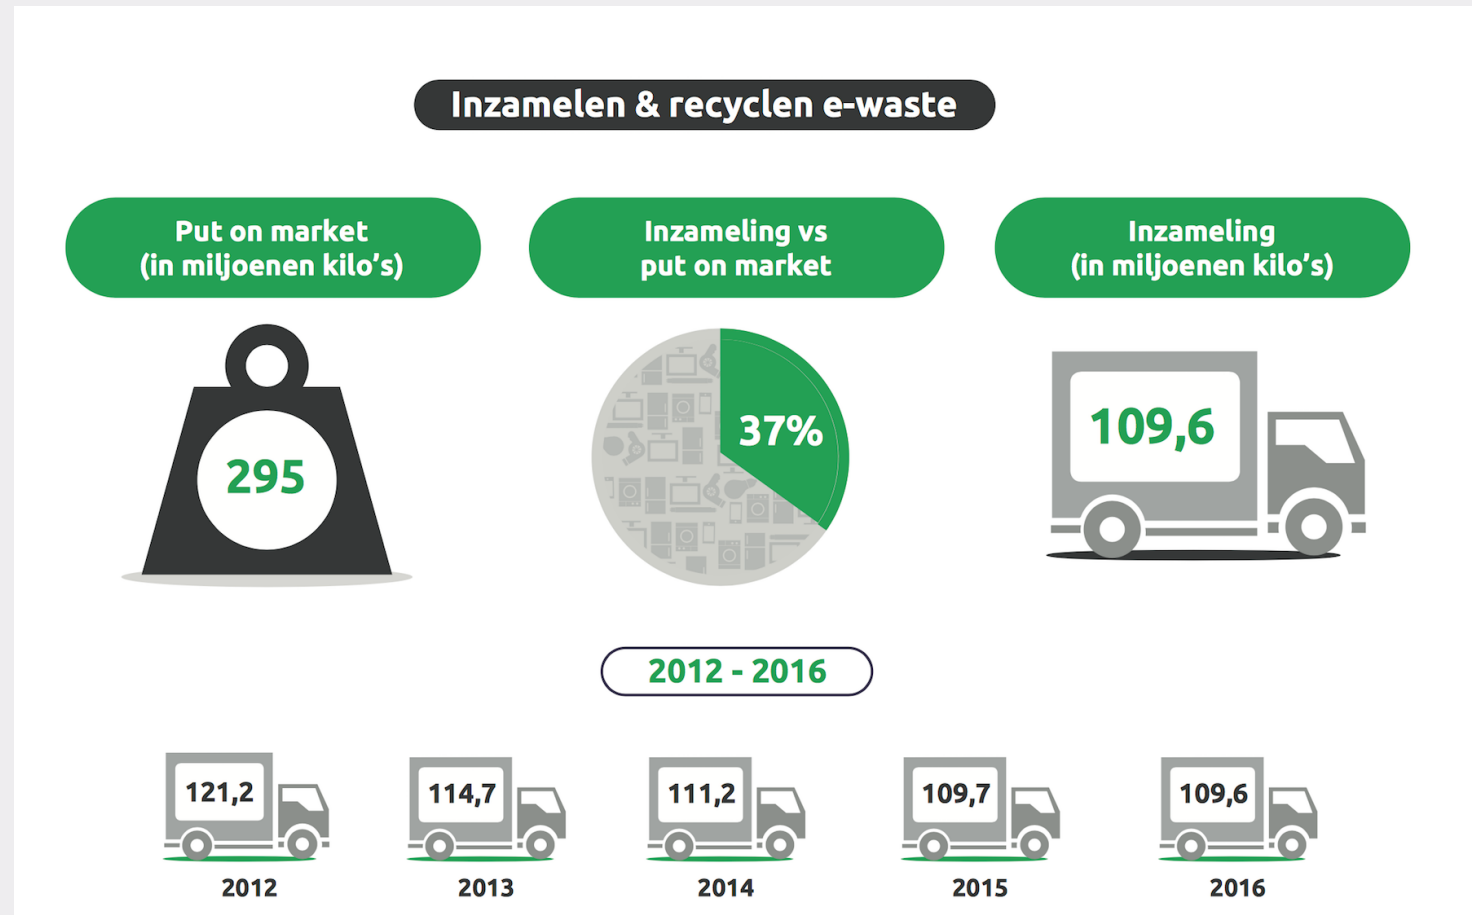 Inzamelen & recyclen e-waste
Put on market
(in miljoenen kilo’s)
295
Inzameling vs
put on market
37%
Inzameling
(in miljoenen kilo’s)
109,6
2012 - 2016
121,2
2012
114,7
2013
111,2
2014
109,7
2015
109,6
2016